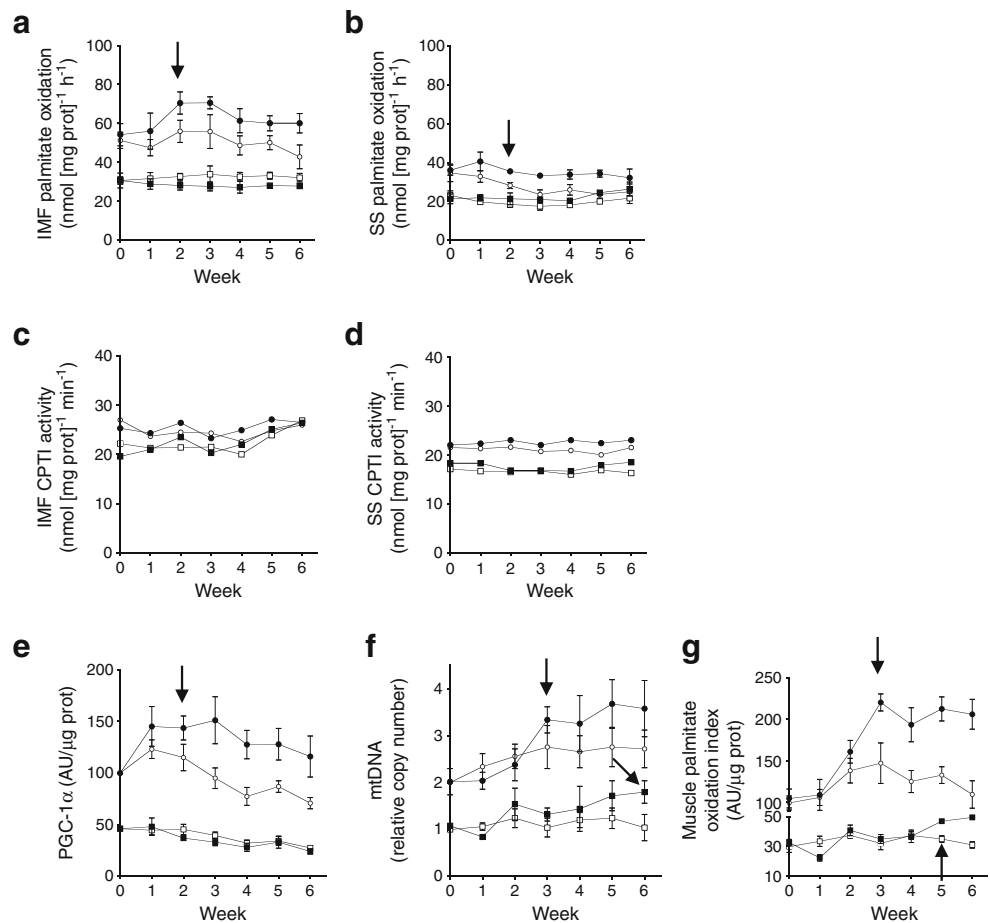 a
IMF palmitate oxidation
(nmol [mg prot]⁻¹ h⁻¹)
100
80
60
40
20
0
0 1 2 3 4 5 6
Week
b
SS palmitate oxidation
(nmol [mg prot]⁻¹ h⁻¹)
100
80
60
40
20
0
0 1 2 3 4 5 6
Week
c
IMF CPTI activity
(nmol [mg prot]⁻¹ min⁻¹)
40
30
20
10
0
0 1 2 3 4 5 6
Week
d
SS CPTI activity
(nmol [mg prot]⁻¹ min⁻¹)
40
30
20
10
0
0 1 2 3 4 5 6
Week
e
PGC-1α (AU/μg prot)
200
150
100
50
0
0 1 2 3 4 5 6
Week
f
mtDNA
(relative copy number)
4
2
0
0 1 2 3 4 5 6
Week
g
Muscle palmitate
oxidation index
(AU/μg prot)
250
200
150
100
50
30
10
0 1 2 3 4 5 6
Week